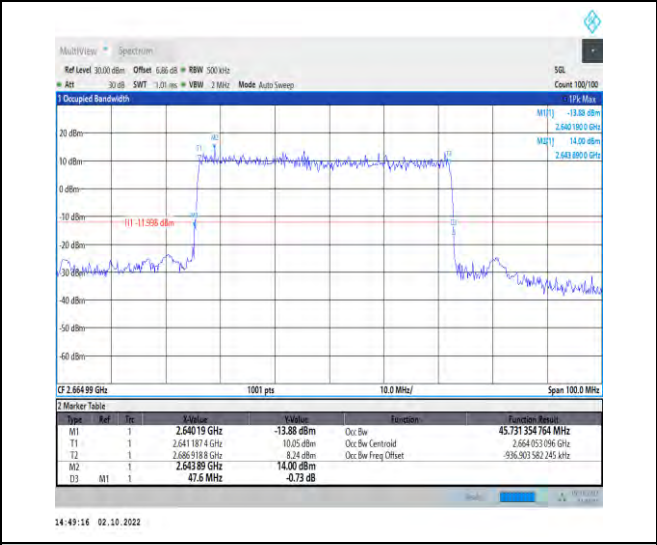 MultiView Spectrum
Ref Level 30.00 dBm Offset 6.86 dB RBW 500 kHz SGL
Att 30 dB SWT 1.01 ms VBW 2 MHz Mode Auto Sweep Count 100/100
1 Occupied Bandwidth 1Pk Max
M1[1] -13.88 dBm
2.640 1900 GHz
M2[1] 14.00 dBm
2.643 8900 GHz
20 dBm
M2
T1
T2
10 dBm
0 dBm
-10 dBm
H1 -11.998 dBm
M1
D3
-20 dBm
-30 dBm
-40 dBm
-50 dBm
-60 dBm
CF 2.664 99 GHz 1001 pts 10.0 MHz/ Span 100.0 MHz
2 Marker Table
Type Ref Trc X-Value Y-Value Function Function Result
M1 1 2.640 19 GHz -13.88 dBm Occ Bw 45.731 354 764 MHz
T1 1 2.641 187 4 GHz 10.05 dBm Occ Bw Centroid 2.664 053 096 GHz
T2 1 2.686 918 8 GHz 8.24 dBm Occ Bw Freq Offset -936.903 582 245 kHz
M2 1 2.643 89 GHz 14.00 dBm
D3 M1 1 47.6 MHz -0.73 dB
14:49:16 02.10.2022